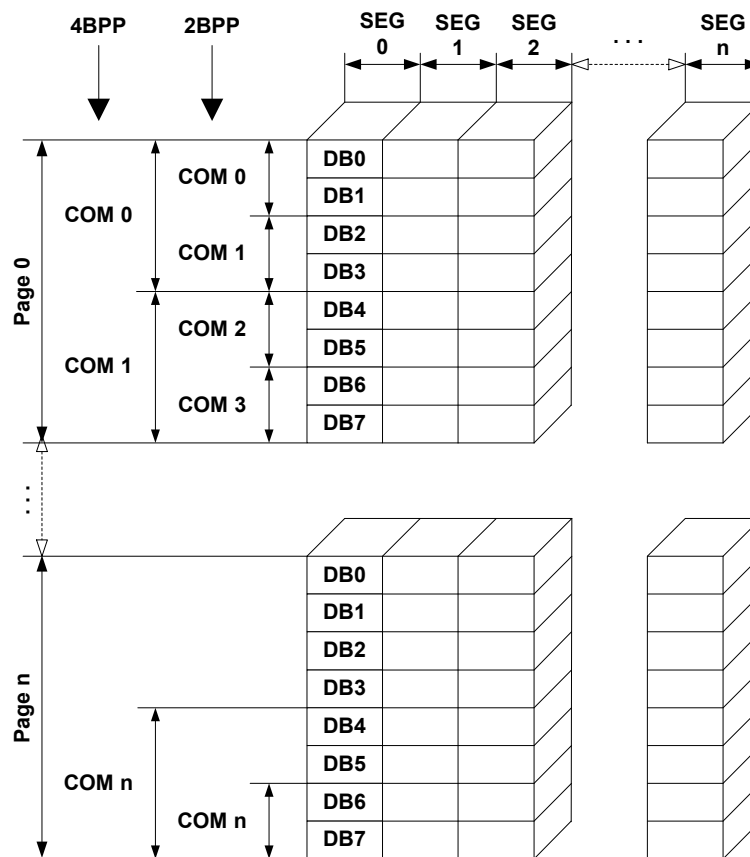 4BPP
2BPP
SEG 0
SEG 1
SEG 2
. . .
SEG n
Page 0
COM 0
COM 1
COM 0
COM 1
COM 2
COM 3
DB0
DB1
DB2
DB3
DB4
DB5
DB6
DB7
. . .
Page n
COM n
COM n
DB0
DB1
DB2
DB3
DB4
DB5
DB6
DB7